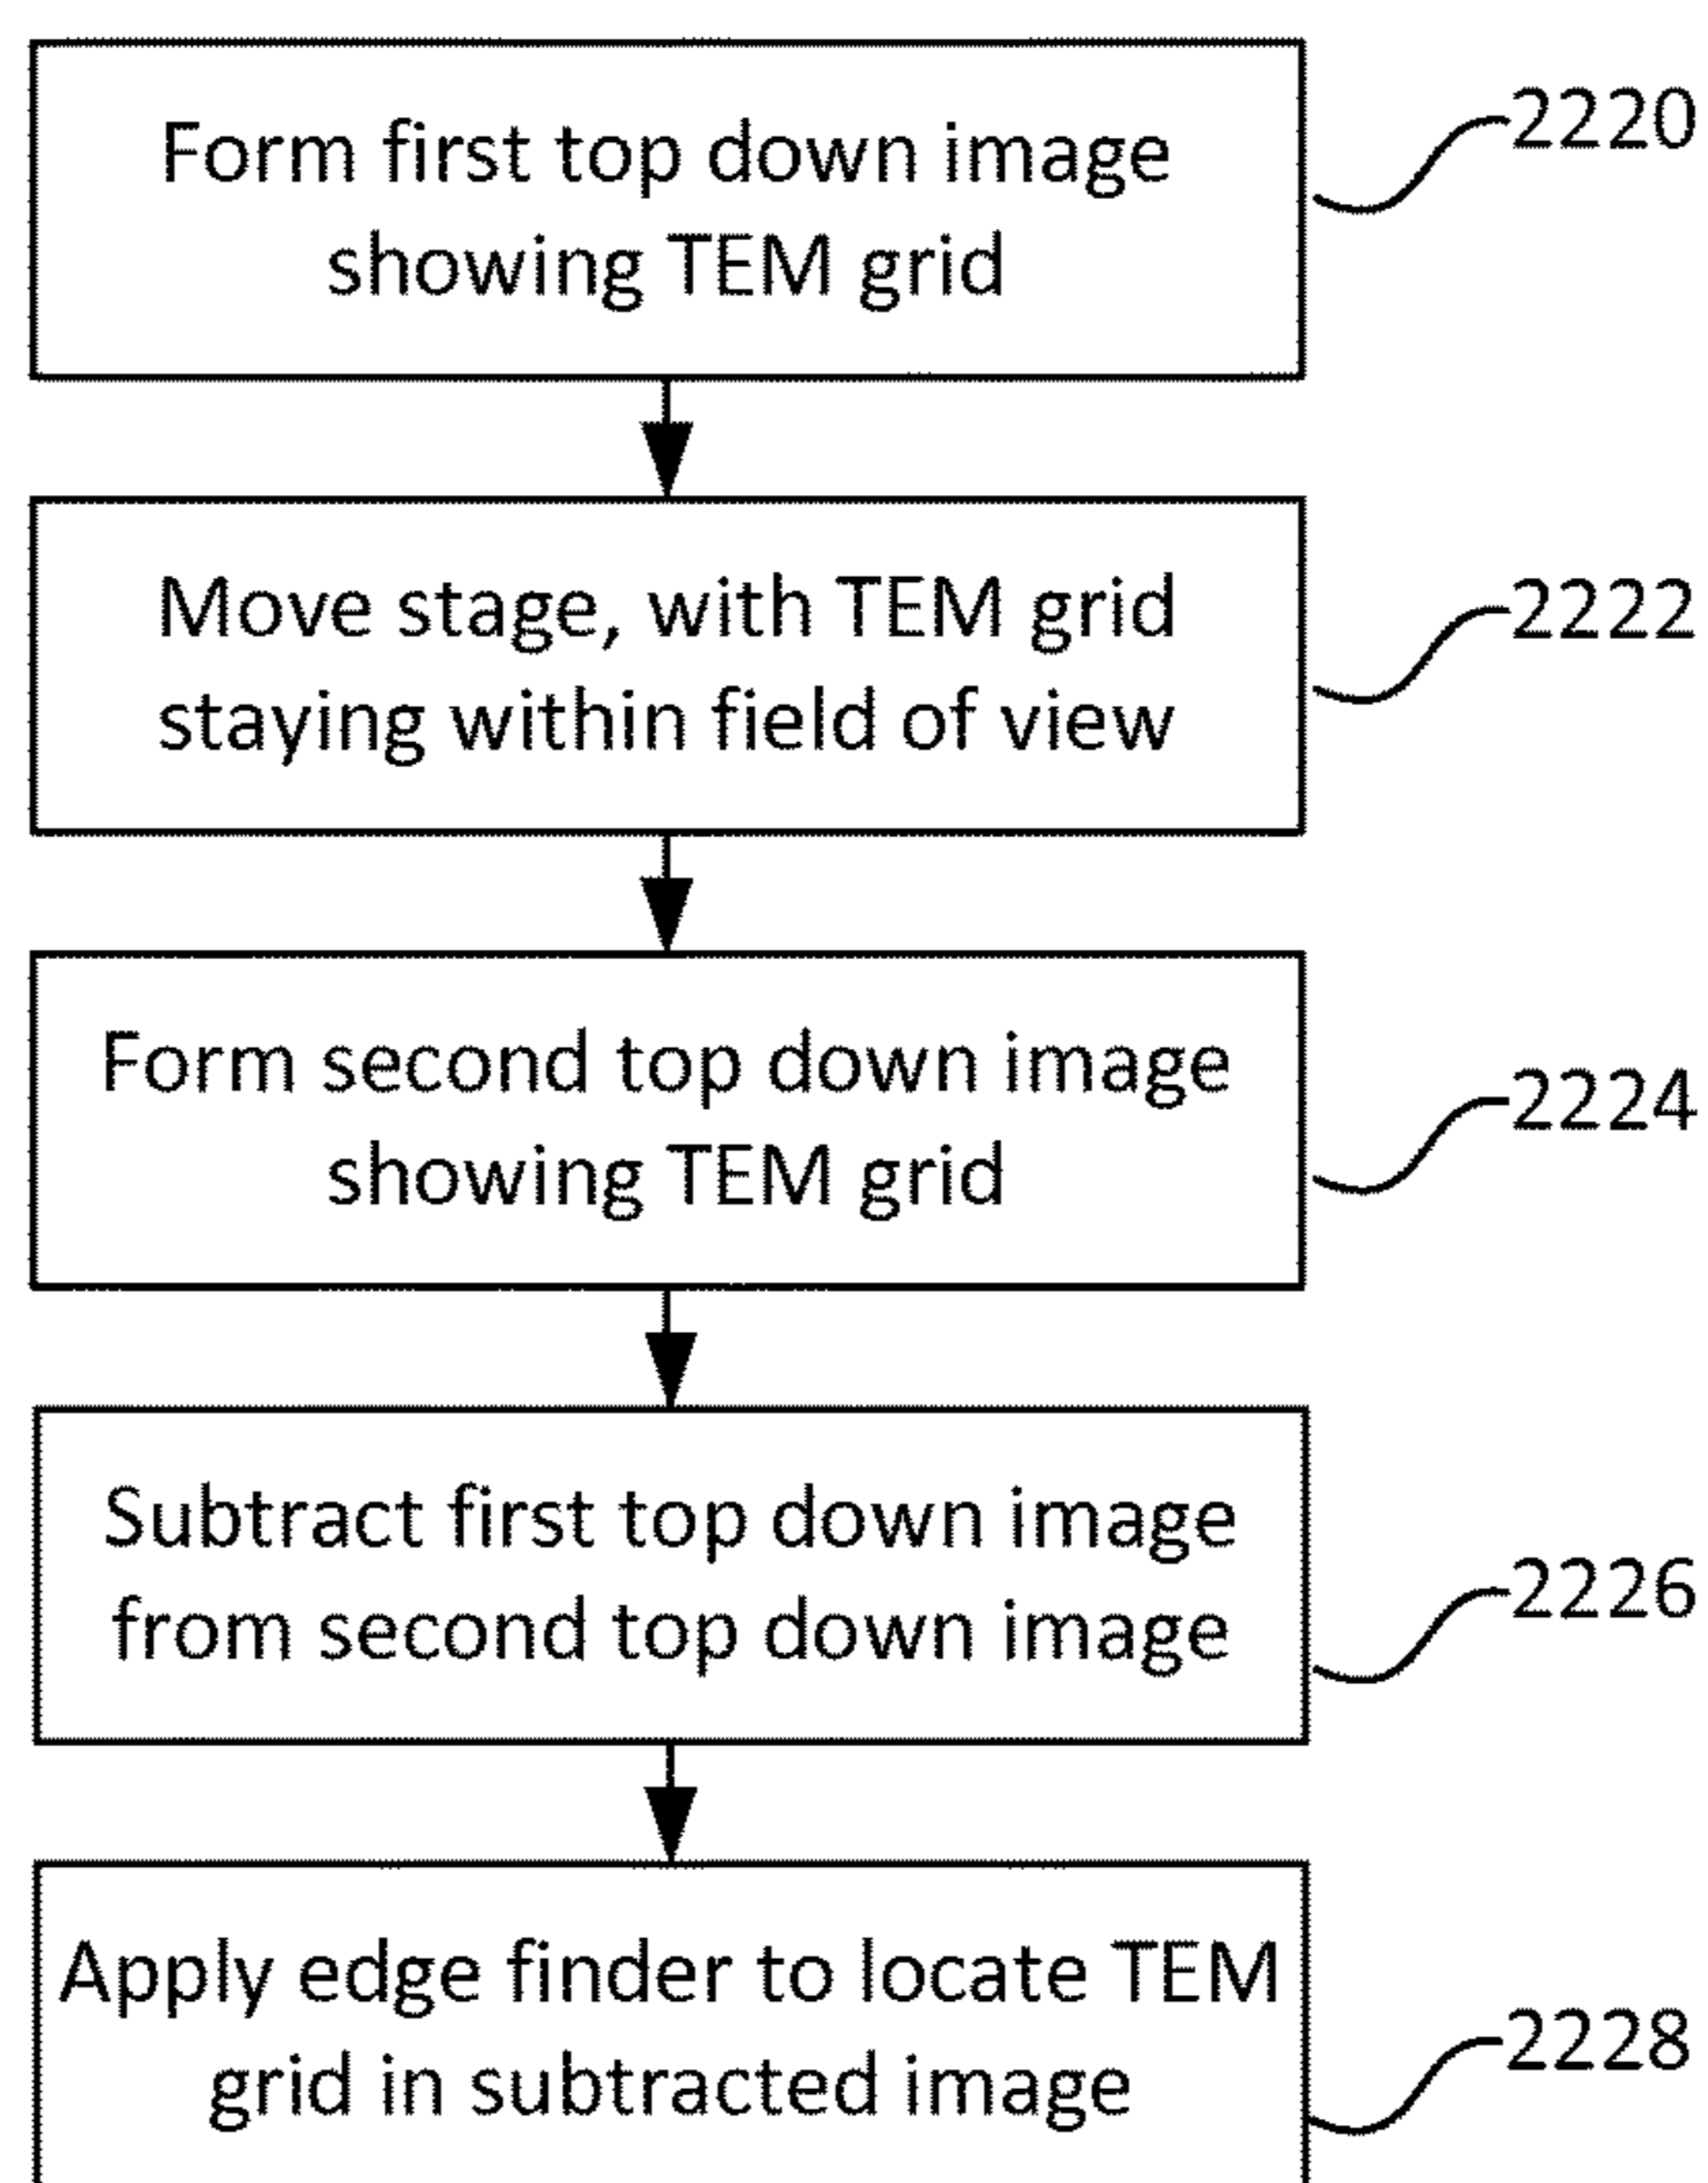 Form first top down image
showing TEM grid
2220
Move stage, with TEM grid
staying within field of view
2222
Form second top down image
showing TEM grid
2224
Subtract first top down image
from second top down image
2226
Apply edge finder to locate TEM
grid in subtracted image
2228